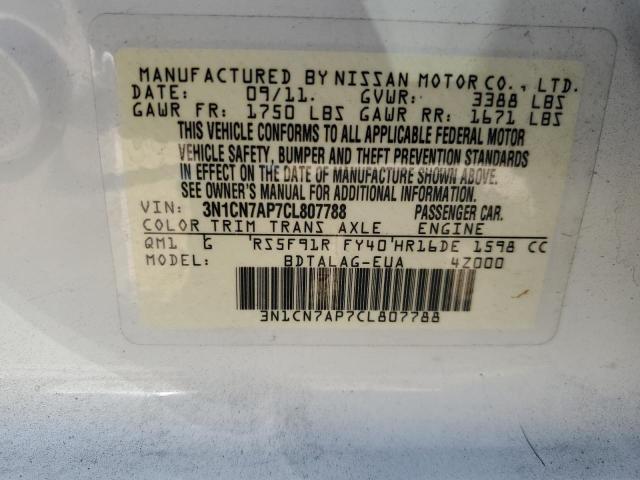 MANUFACTURED BY NISSAN MOTOR CO., LTD.
DATE: 09/11. GVWR: 3388 LBS
GAWR FR: 1750 LBS GAWR RR: 1671 LBS
THIS VEHICLE CONFORMS TO ALL APPLICABLE FEDERAL MOTOR
VEHICLE SAFETY, BUMPER AND THEFT PREVENTION STANDARDS
IN EFFECT ON THE DATE OF MANUFACTURE SHOWN ABOVE.
SEE OWNER'S MANUAL FOR ADDITIONAL INFORMATION.
VIN: 3N1CN7AP7CL807788 PASSENGER CAR.
COLOR TRIM TRANS AXLE ENGINE
QM1 G RS5F91R FY40 HR16DE 1598 CC
MODEL: BDTALAG-EUA 4Z000
3N1CN7AP7CL807788